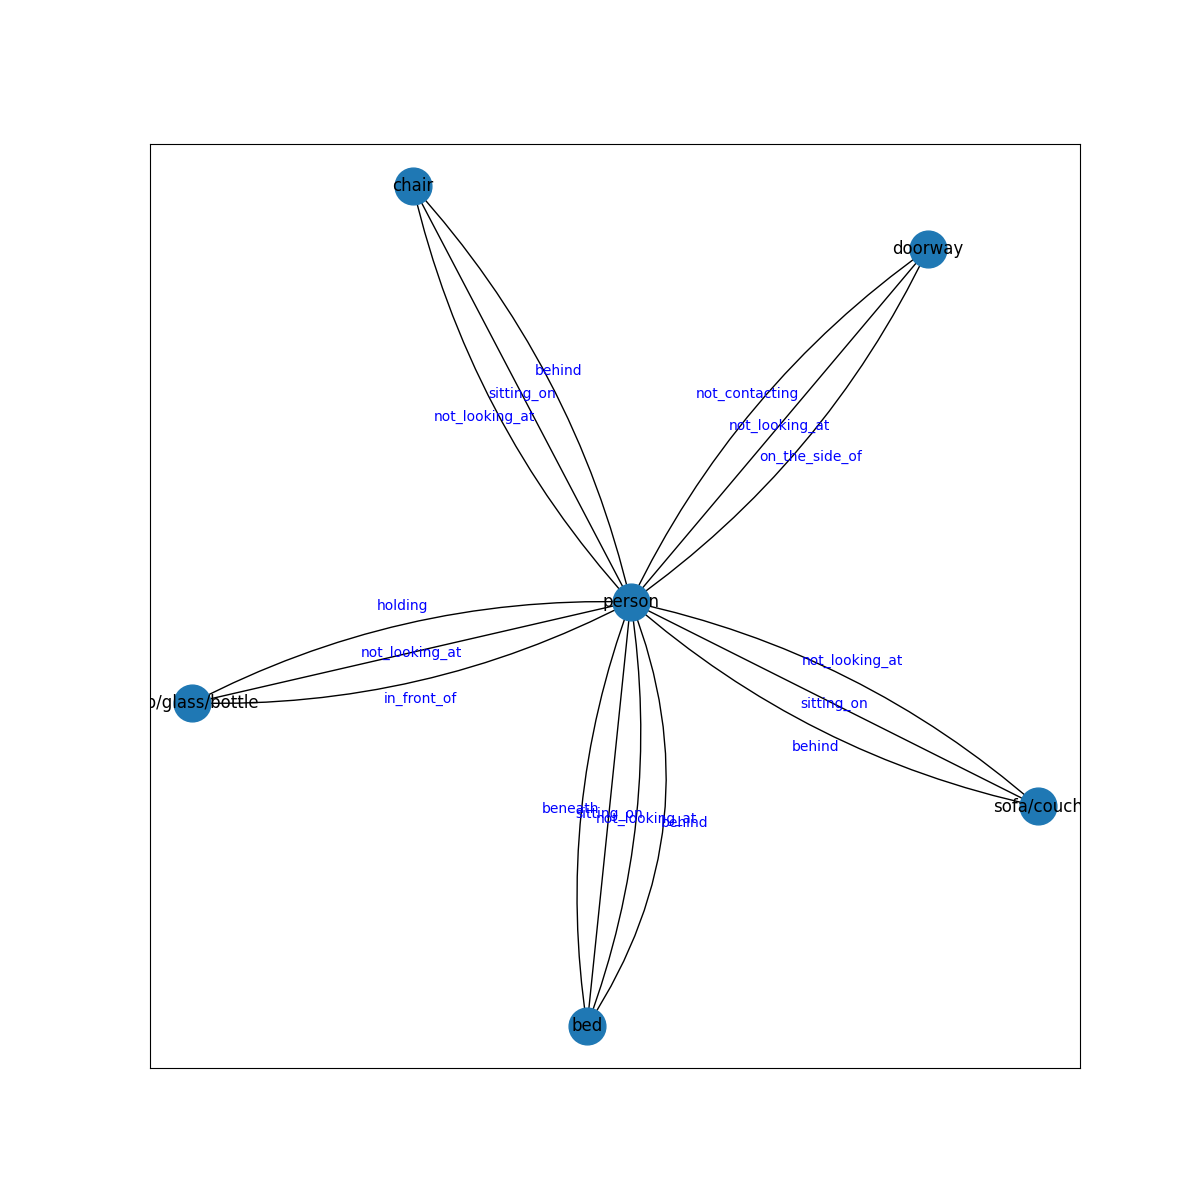 chair
doorway
behind
sitting_on
not_looking_at
not_contacting
not_looking_at
on_the_side_of
person
holding
not_looking_at
in_front_of
/glass/bottle
not_looking_at
sitting_on
behind
sofa/couch
beneath
sitting_on
not_looking_at
behind
bed